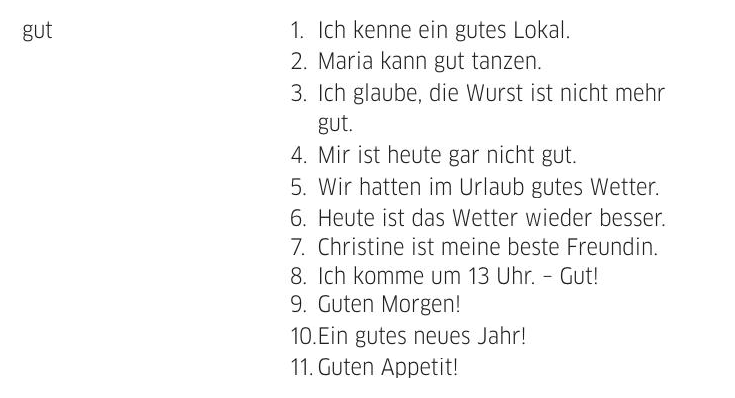 gut
1. Ich kenne ein gutes Lokal.
2. Maria kann gut tanzen.
3. Ich glaube, die Wurst ist nicht mehr
gut.
4. Mir ist heute gar nicht gut.
5. Wir hatten im Urlaub gutes Wetter.
6. Heute ist das Wetter wieder besser.
7. Christine ist meine beste Freundin.
8. Ich komme um 13 Uhr. – Gut!
9. Guten Morgen!
10.Ein gutes neues Jahr!
11. Guten Appetit!